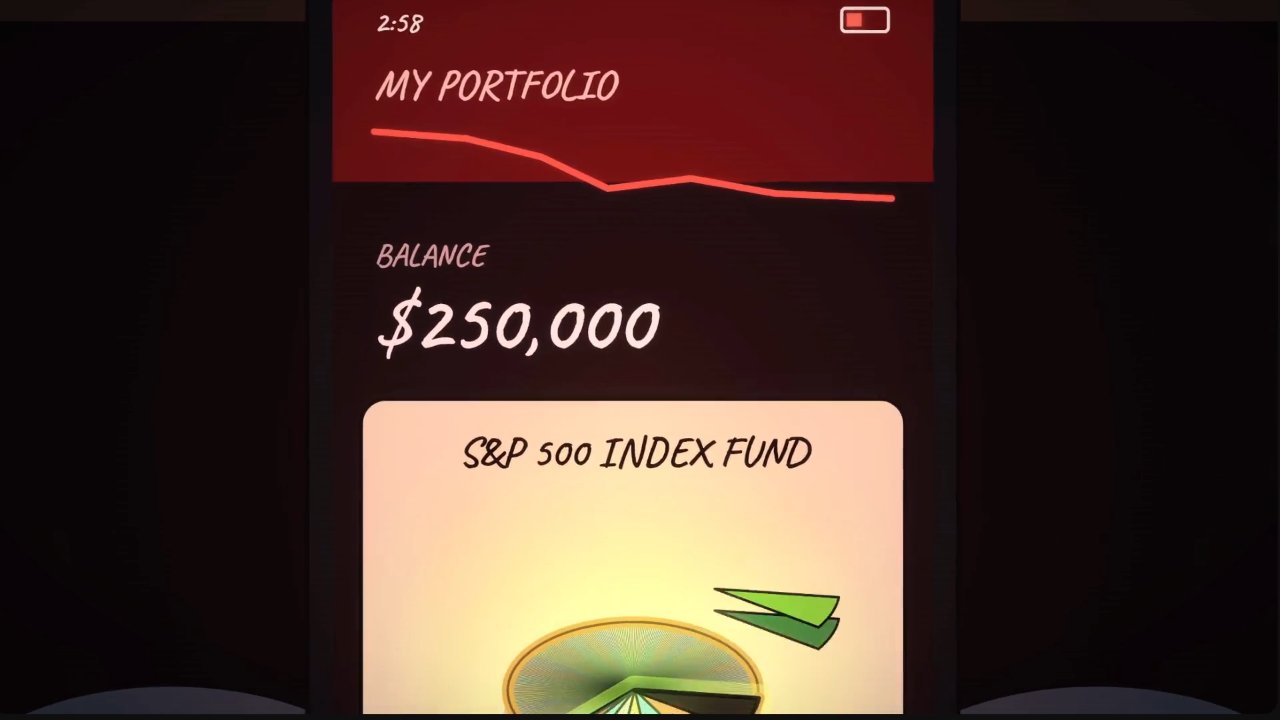 2:58
MY PORTFOLIO
BALANCE
$250,000
S&P 500 INDEX FUND